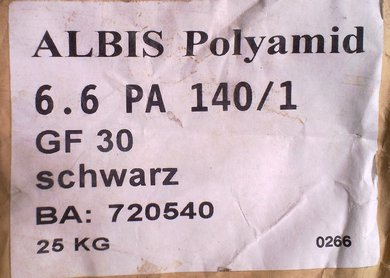 ALBIS Polyamid
6.6 PA 140/1
GF 30
schwarz
BA: 720540
25 KG 0266